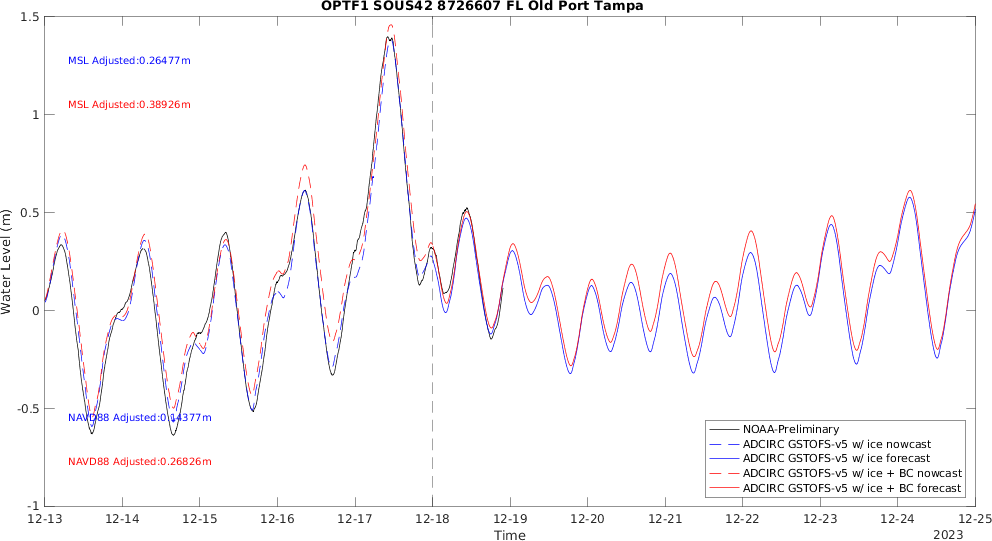 OPTF1 SOUS42 8726607 FL Old Port Tampa
1.5
MSL Adjusted:0.26477m
MSL Adjusted:0.38926m
1
0.5
Water Level (m)
0
-0.5
NAVD88 Adjusted:0.14377m
NAVD88 Adjusted:0.26826m
NOAA-Preliminary
ADCIRC GSTOFS-v5 w/ ice nowcast
ADCIRC GSTOFS-v5 w/ ice forecast
ADCIRC GSTOFS-v5 w/ ice + BC nowcast
ADCIRC GSTOFS-v5 w/ ice + BC forecast
-1
12-13 12-14 12-15 12-16 12-17 12-18 12-19 12-20 12-21 12-22 12-23 12-24 12-25
Time
2023